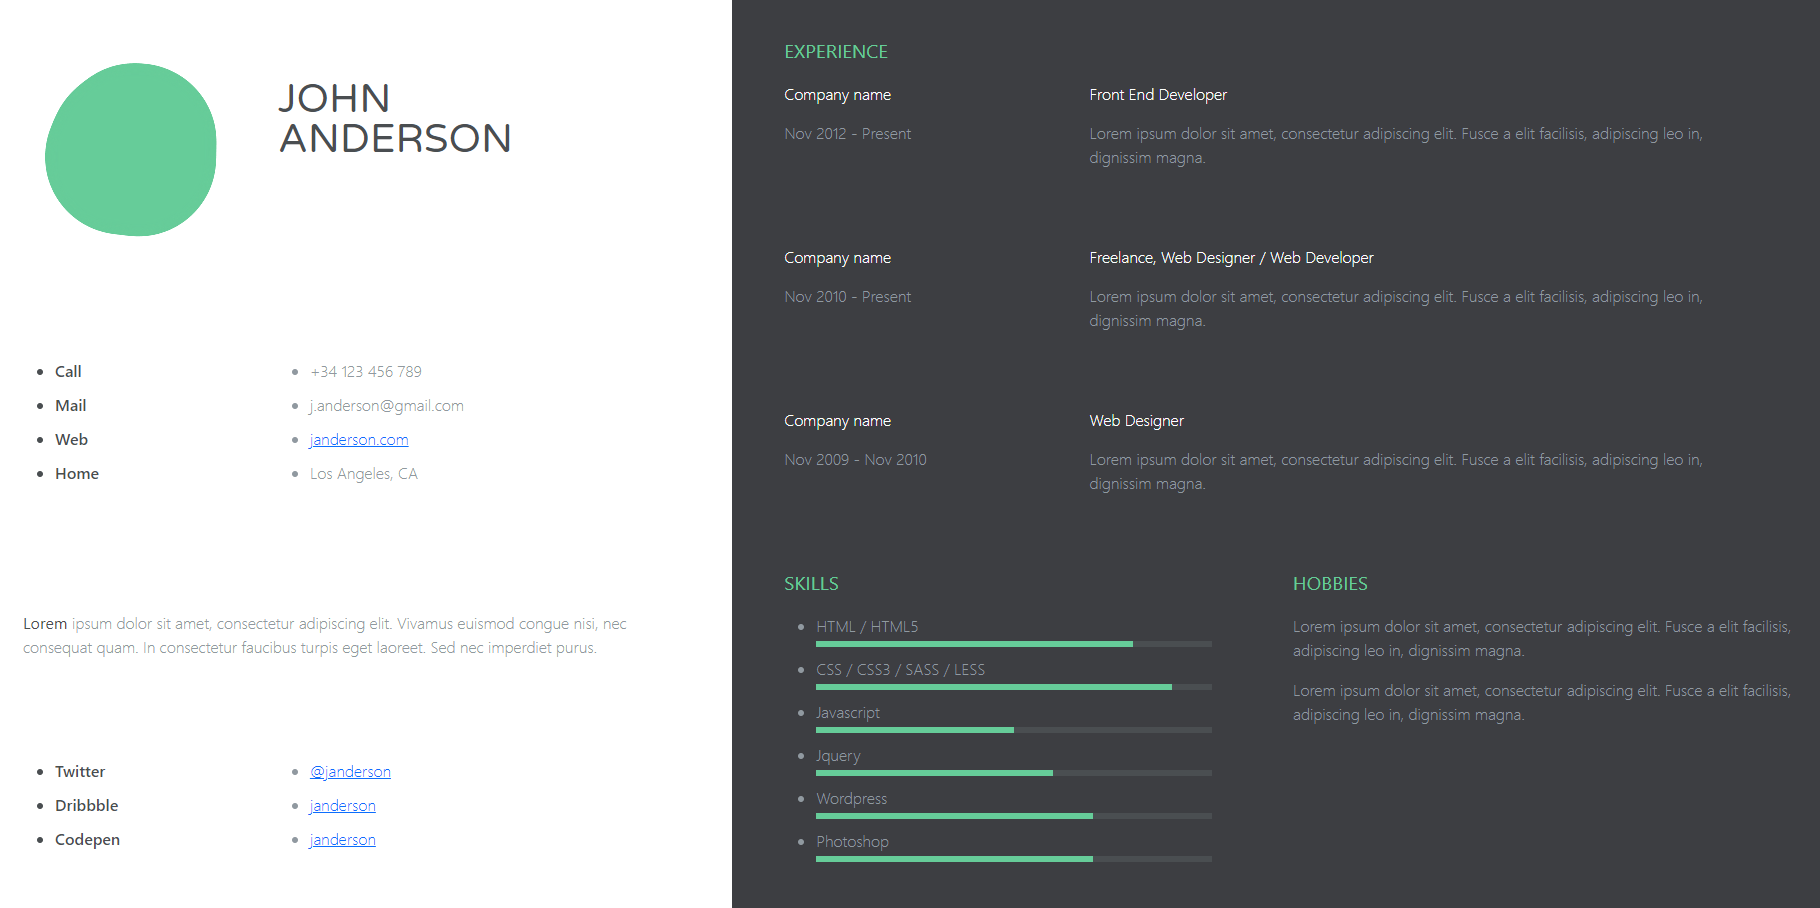 JOHN
ANDERSON
Call
+34 123 456 789
Mail
j.anderson@gmail.com
Web
janderson.com
Home
Los Angeles, CA
Lorem ipsum dolor sit amet, consectetur adipiscing elit. Vivamus euismod congue nisi, nec
consequat quam. In consectetur faucibus turpis eget laoreet. Sed nec imperdiet purus.
Twitter
@janderson
Dribbble
janderson
Codepen
janderson
EXPERIENCE
Company name
Front End Developer
Nov 2012 - Present
Lorem ipsum dolor sit amet, consectetur adipiscing elit. Fusce a elit facilisis, adipiscing leo in,
dignissim magna.
Company name
Freelance, Web Designer / Web Developer
Nov 2010 - Present
Lorem ipsum dolor sit amet, consectetur adipiscing elit. Fusce a elit facilisis, adipiscing leo in,
dignissim magna.
Company name
Web Designer
Nov 2009 - Nov 2010
Lorem ipsum dolor sit amet, consectetur adipiscing elit. Fusce a elit facilisis, adipiscing leo in,
dignissim magna.
SKILLS
HTML / HTML5
CSS / CSS3 / SASS / LESS
Javascript
Jquery
Wordpress
Photoshop
HOBBIES
Lorem ipsum dolor sit amet, consectetur adipiscing elit. Fusce a elit facilisis,
adipiscing leo in, dignissim magna.
Lorem ipsum dolor sit amet, consectetur adipiscing elit. Fusce a elit facilisis,
adipiscing leo in, dignissim magna.